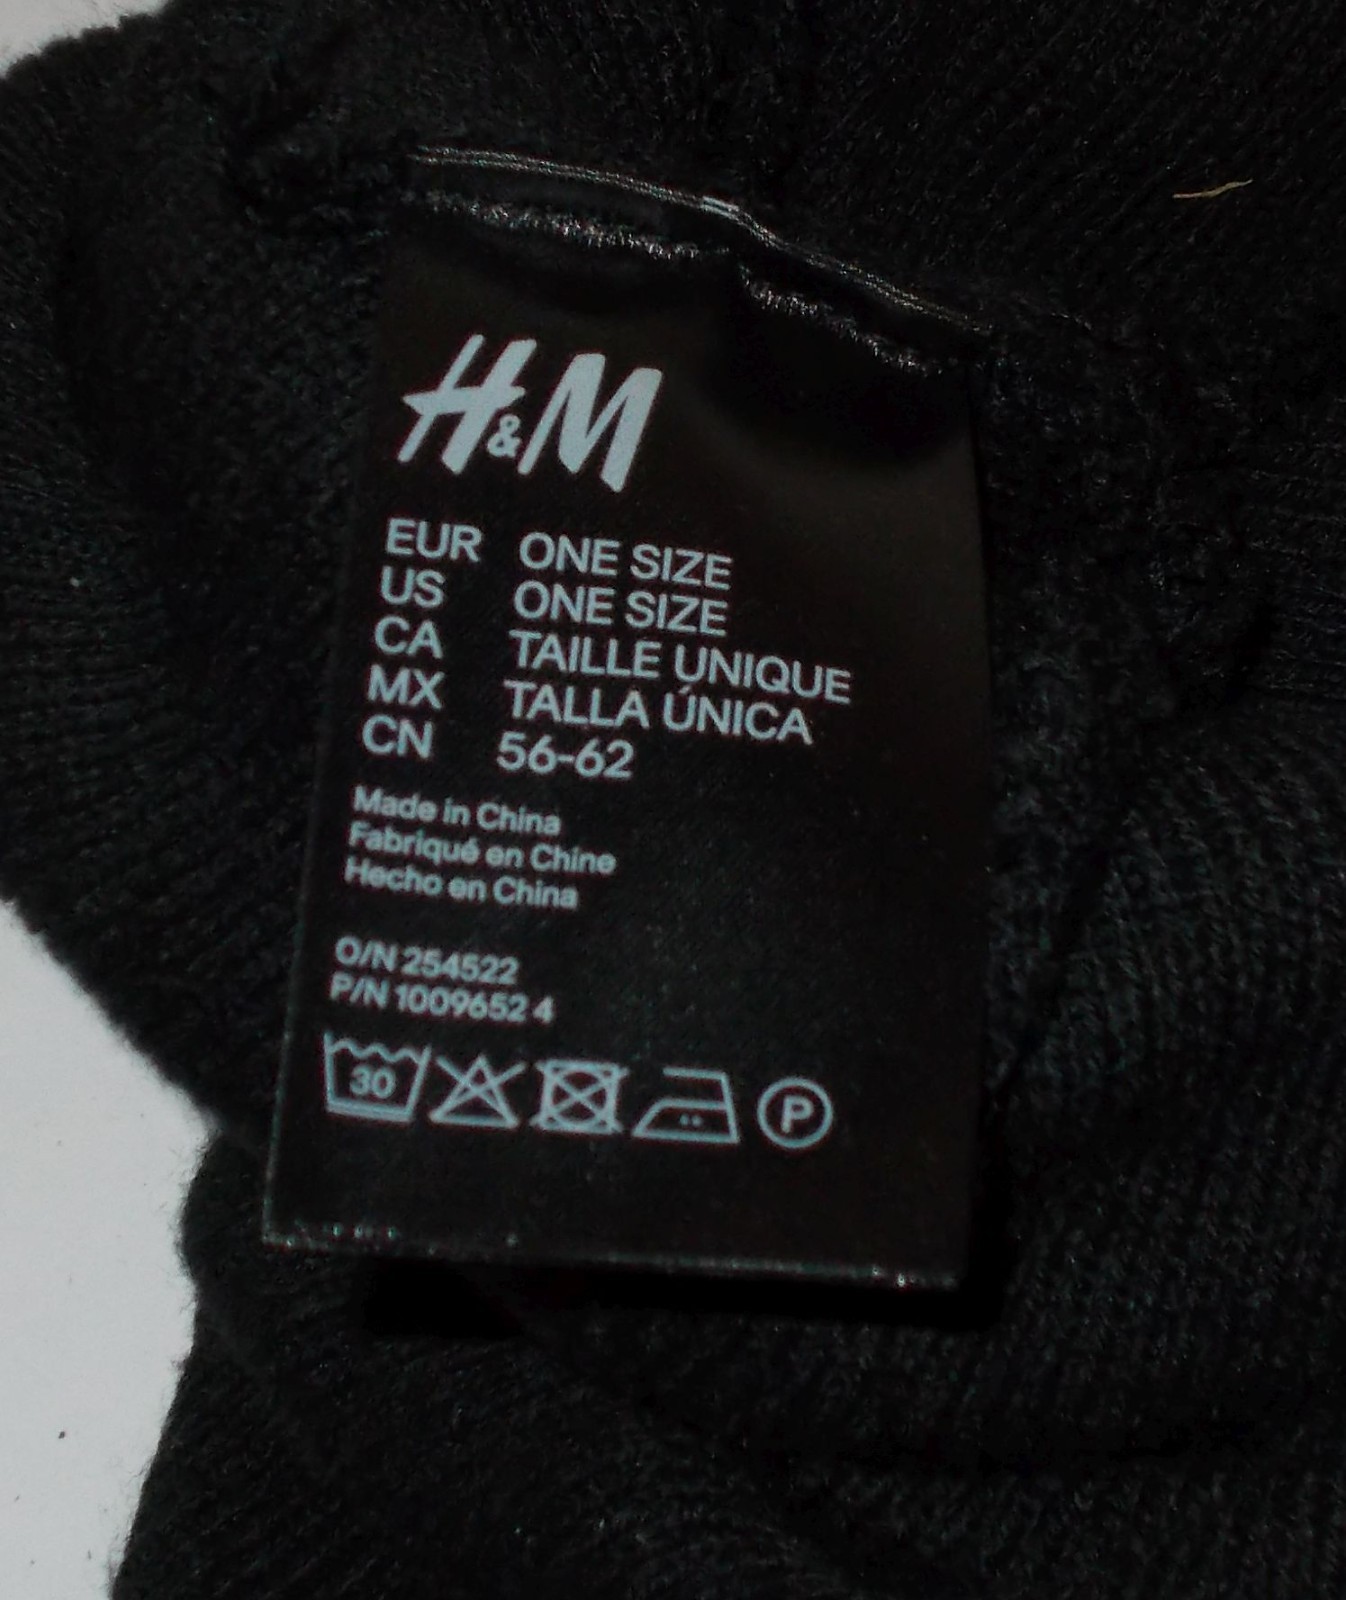 H&M
EUR ONE SIZE
US ONE SIZE
CA TAILLE UNIQUE
MX TALLA ÚNICA
CN 56-62
Made in China
Fabriqué en Chine
Hecho en China
O/N 254522
P/N 1009652 4
30 P